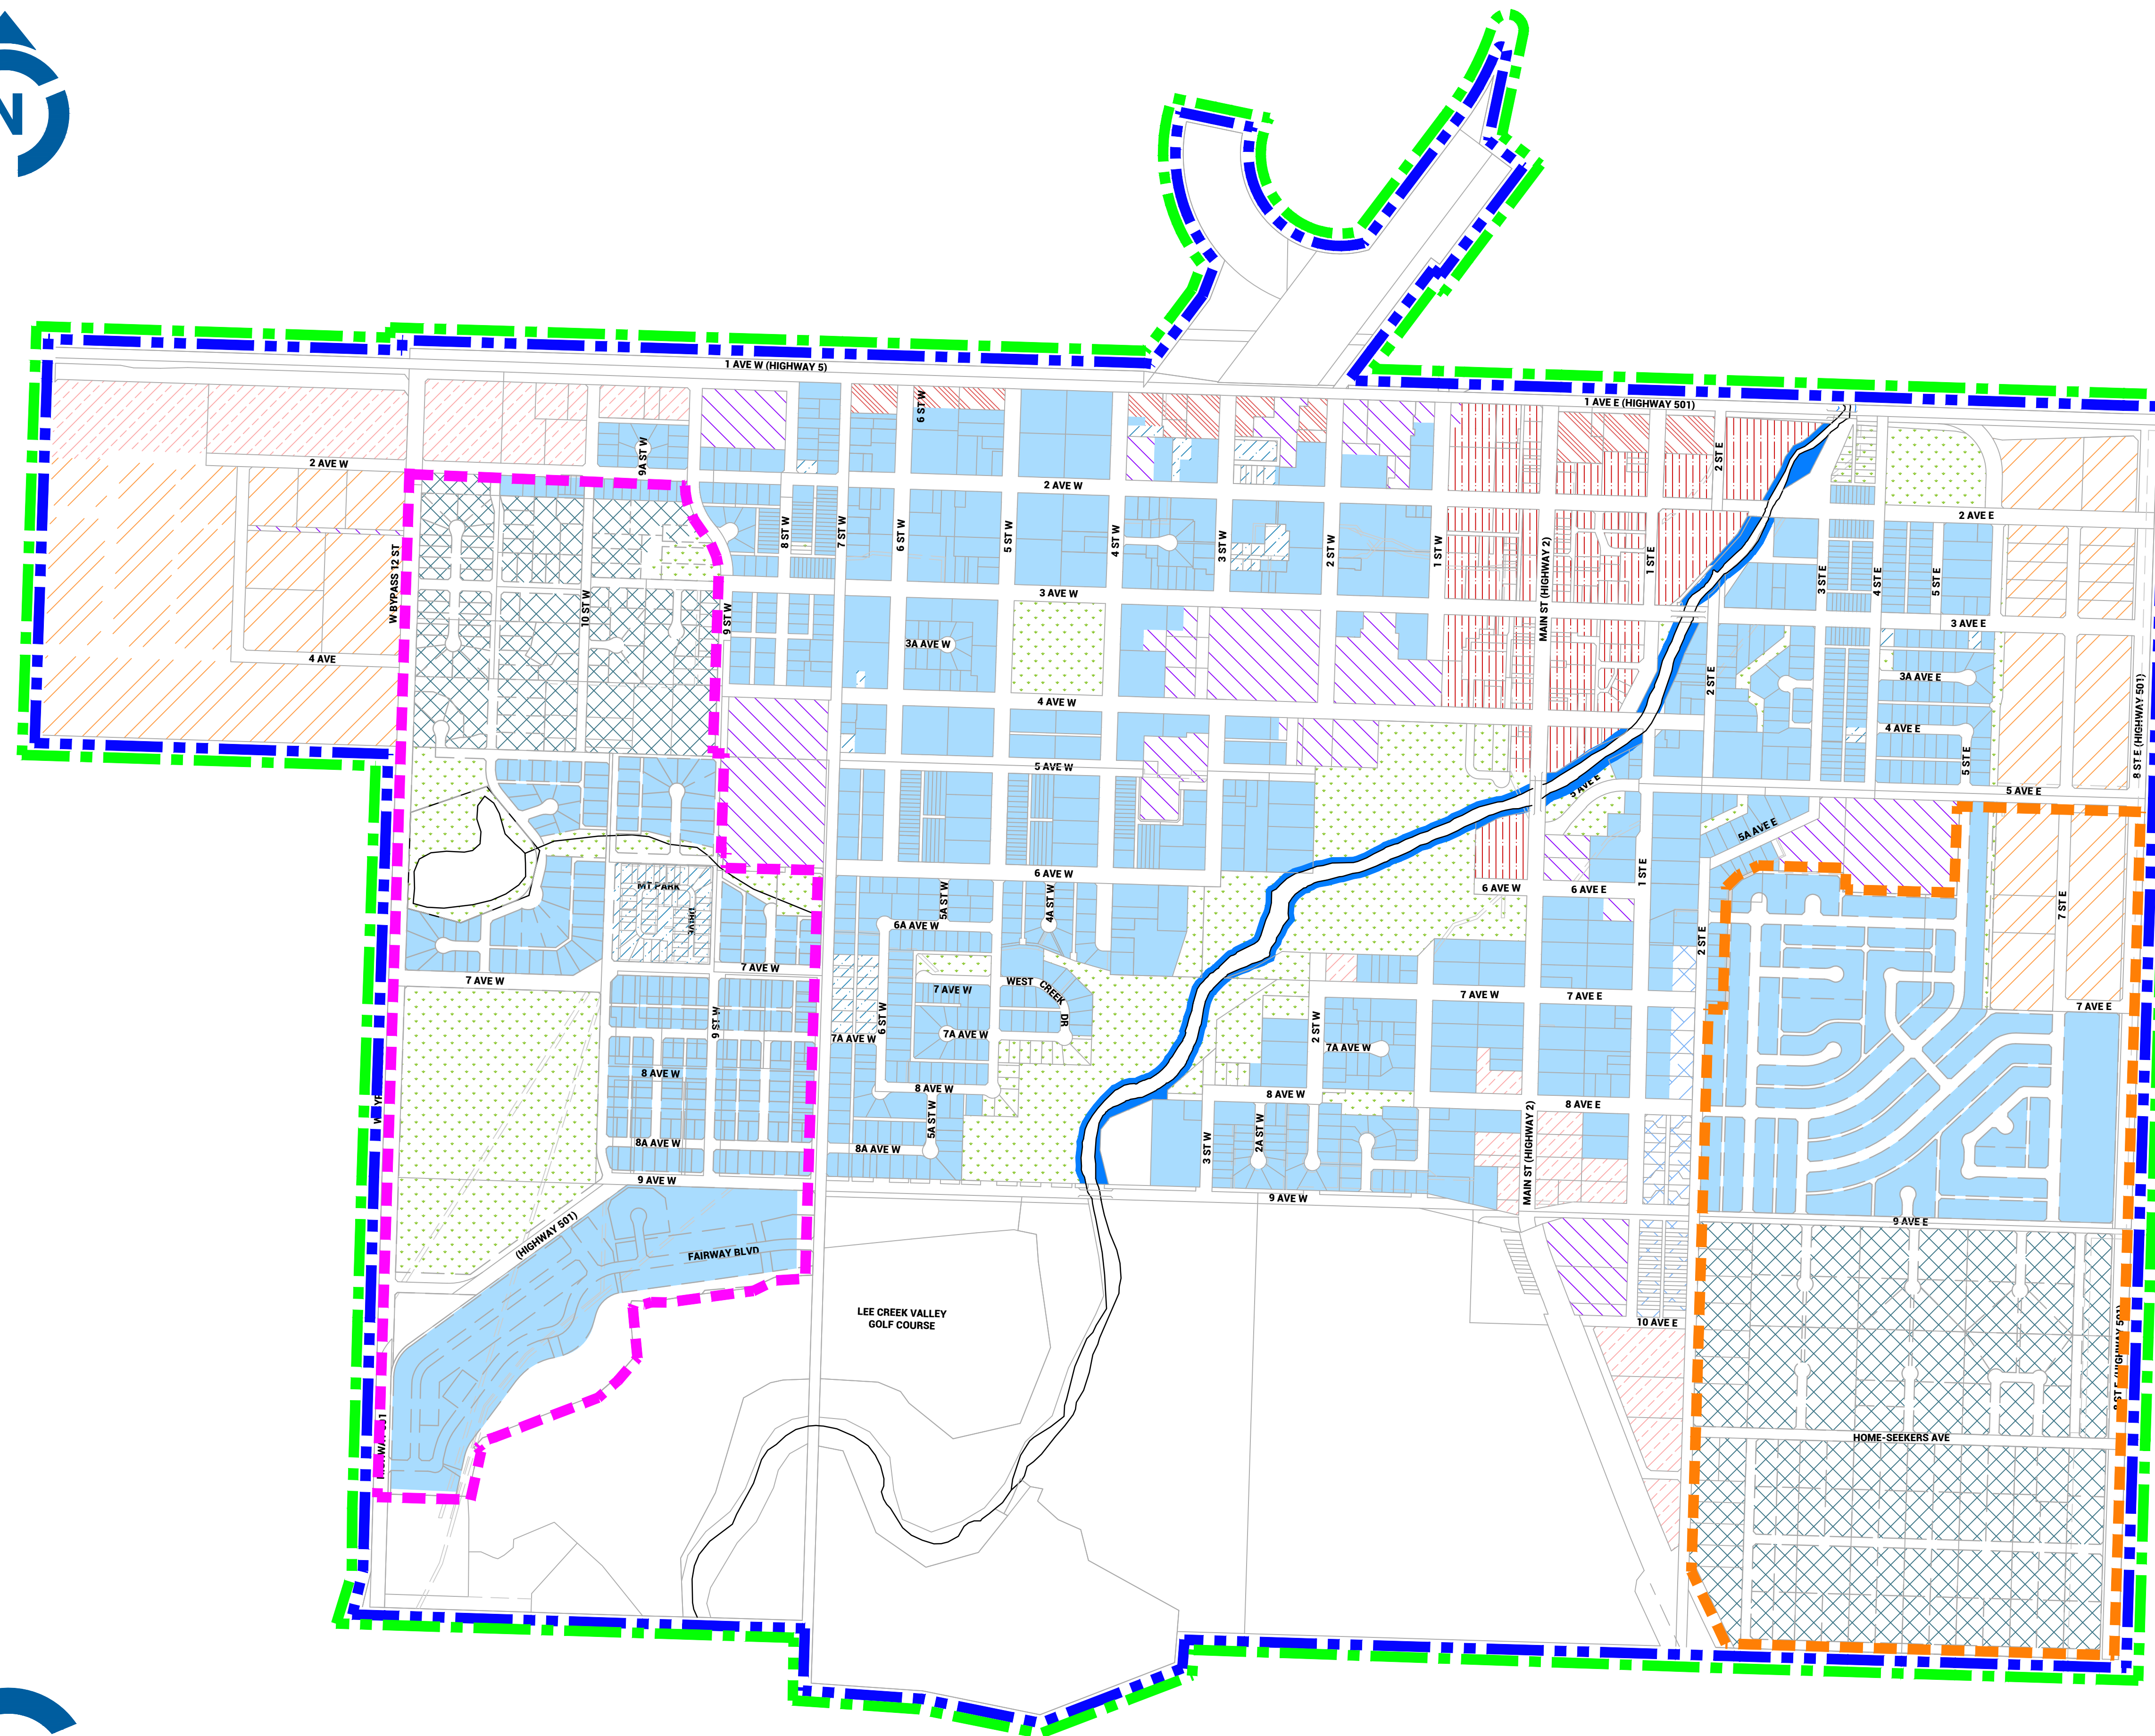 N
1 AVE W (HIGHWAY 5)
1 AVE E (HIGHWAY 501)
6 ST W
9A ST W
2 ST E
2 AVE W
2 AVE W
2 AVE E
W BYPASS 12 ST
10 ST W
9 ST W
8 ST W
7 ST W
6 ST W
5 ST W
4 ST W
3 ST W
2 ST W
1 ST W
MAIN ST (HIGHWAY 2)
1 ST E
3 ST E
4 ST E
5 ST E
3 AVE W
3 AVE E
3A AVE W
4 AVE
2 ST E
3A AVE E
8 ST E (HIGHWAY 501)
4 AVE W
4 AVE E
5 ST E
5 AVE W
5 AVE E
5 AVE E
5A AVE E
6 AVE W
1 ST E
MT PARK
DRIVE
5A ST W
4A ST W
6 AVE W
6 AVE E
7 ST E
6A AVE W
2 ST E
7 AVE W
7 AVE W
WEST CREEK
DR
7 AVE W
7 AVE W
7 AVE E
7 AVE E
9 ST W
6 ST W
7A AVE W
7A AVE W
2 ST W
7A AVE W
8 AVE W
8 AVE W
8 AVE W
8 AVE E
5A ST W
8A AVE W
8A AVE W
3 ST W
2A ST W
MAIN ST (HIGHWAY 2)
9 AVE W
9 AVE W
9 AVE E
(HIGHWAY 501)
FAIRWAY BLVD
LEE CREEK VALLEY
GOLF COURSE
10 AVE E
8 ST E (HIGHWAY 501)
HOME-SEEKERS AVE